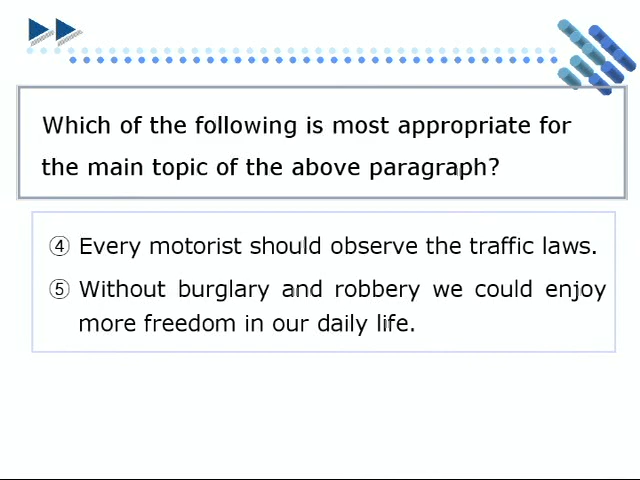 Which of the following is most appropriate for
the main topic of the above paragraph?
④ Every motorist should observe the traffic laws.
⑤ Without burglary and robbery we could enjoy
more freedom in our daily life.